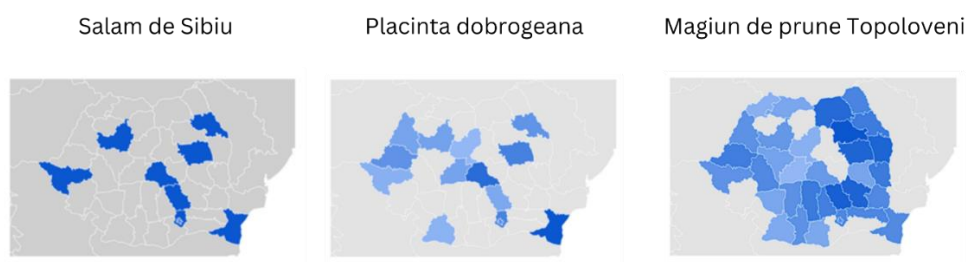 Salam de Sibiu
Placinta dobrogeana
Magiun de prune Topoloveni